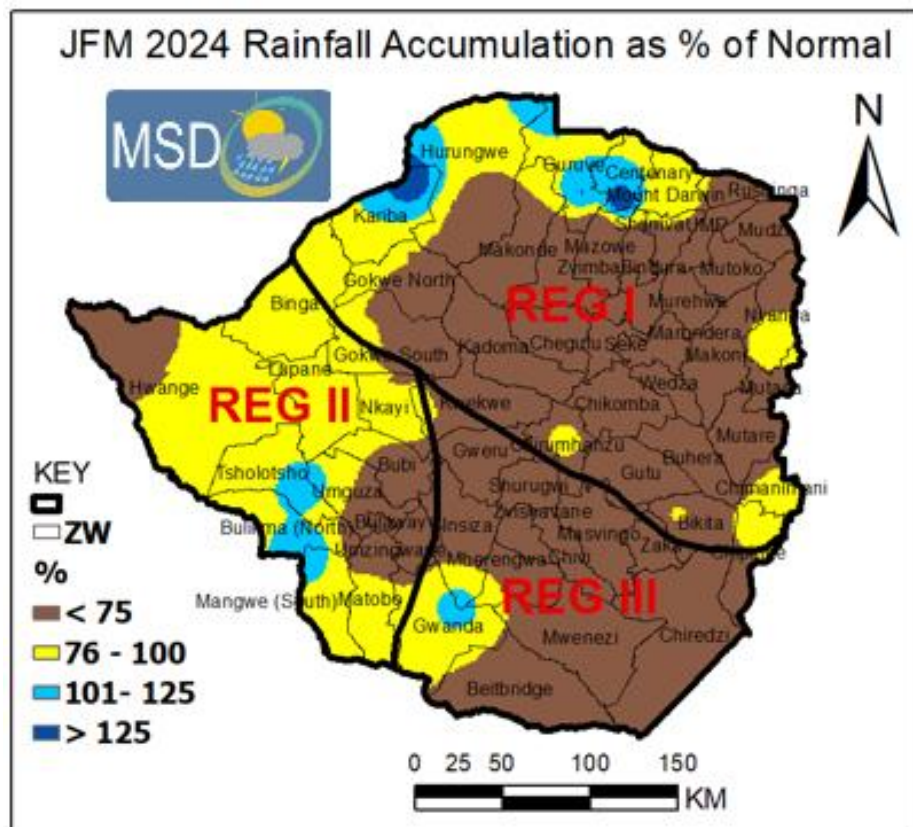 JFM 2024 Rainfall Accumulation as % of Normal
MSD
N
Hurungwe
Guruve
Centenary
Mount Darwin
Rushinga
Kariba
Shamva
UMP
Mudzi
Makonde
Mazowe
Zvimba
Bindura
Mutoko
Gokwe North
Binga
REG I
Murehwa
Nyanga
Marondera
Gokwe South
Kadoma
Chegutu
Seke
Makoni
Hwange
Lupane
Wedza
Mutasa
REG II
Nkayi
Kwekwe
Chikomba
Mutare
Gweru
Chirumhanzu
Buhera
KEY
Tsholotsho
Bubi
Gutu
Chimanimani
Umguza
Shurugwi
ZW
Bulilima (North)
Insiza
Zvishavane
Masvingo
Bikita
%
Umzingwane
Mberengwa
Chivi
Zaka
< 75
Mangwe (South)
Matobo
REG III
76 - 100
Gwanda
Mwenezi
Chiredzi
101- 125
Beitbridge
> 125
0 25 50 100 150
KM